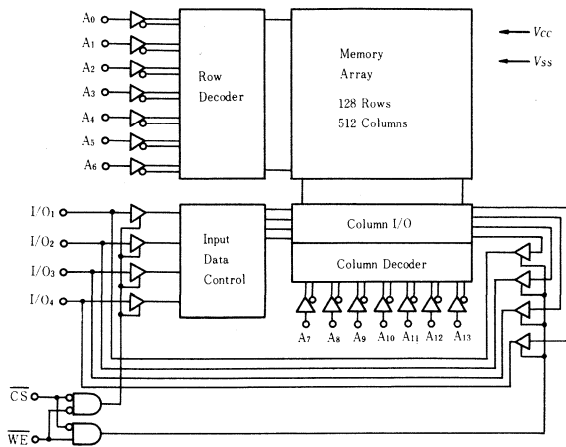 A0
A1
A2
A3
A4
A5
A6
Row
Decoder
Memory
Array
128 Rows
512 Columns
VCC
VSS
I/O1
I/O2
I/O3
I/O4
Input
Data
Control
Column I/O
Column Decoder
A7 A8 A9 A10 A11 A12 A13
CS
WE